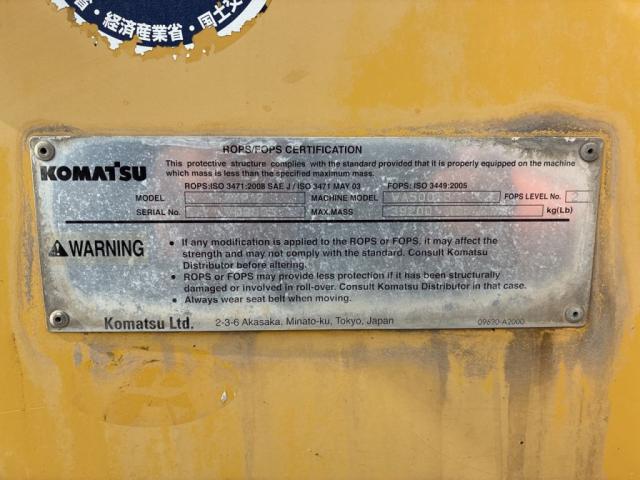 省・経済産業省・国土交
ROPS/FOPS CERTIFICATION
KOMATSU
This protective structure complies with the standard provided that it is properly equipped on the machine
which mass is less than the specified maximum mass.
ROPS:ISO 3471:2008 SAE J / ISO 3471 MAY 03 FOPS: ISO 3449:2005
MODEL MACHINE MODEL FOPS LEVEL No. 2
SERIAL No. MAX.MASS kg(Lb)
WARNING
• If any modification is applied to the ROPS or FOPS, it may affect the
strength and may not comply with the standard. Consult Komatsu
Distributor before altering.
• ROPS or FOPS may provide less protection if it has been structurally
damaged or involved in roll-over. Consult Komatsu Distributor in that case.
• Always wear seat belt when moving.
Komatsu Ltd. 2-3-6 Akasaka, Minato-ku, Tokyo, Japan 09620-A2000